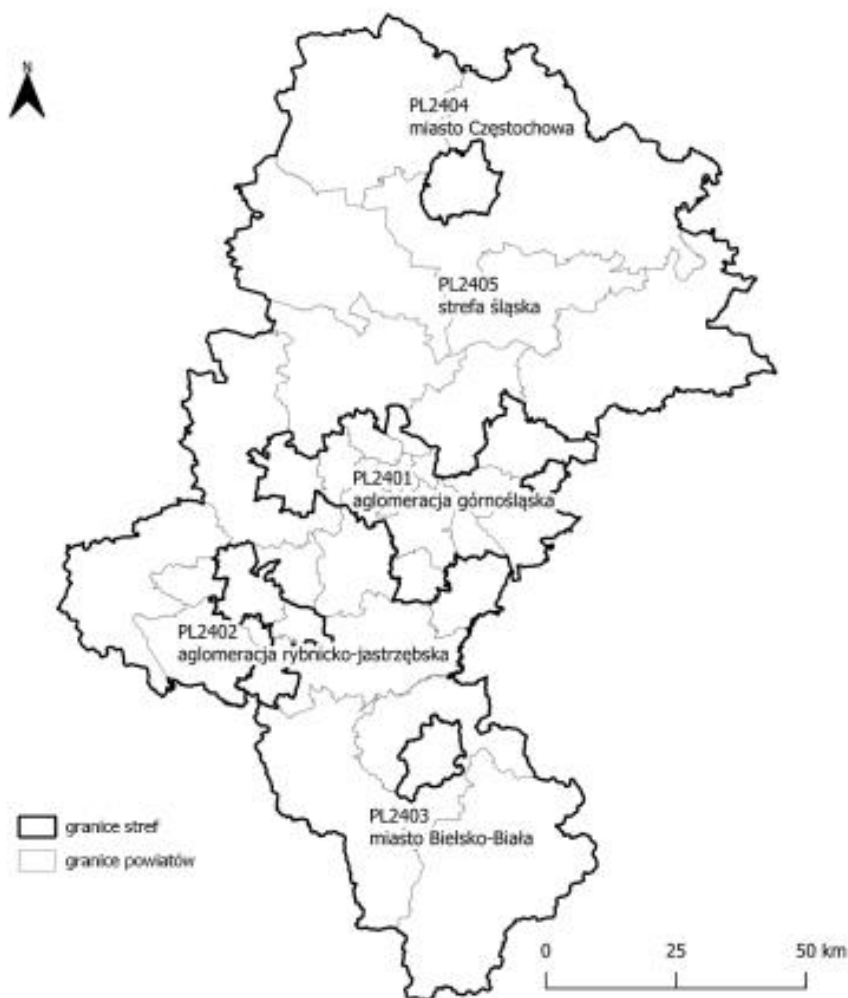 N
PL2404
miasto Częstochowa
PL2405
strefa śląska
PL2401
aglomeracja górnośląska
PL2402
aglomeracja rybnicko-jastrzębska
PL2403
miasto Bielsko-Biała
granice stref
granice powiatów
0 25 50 km